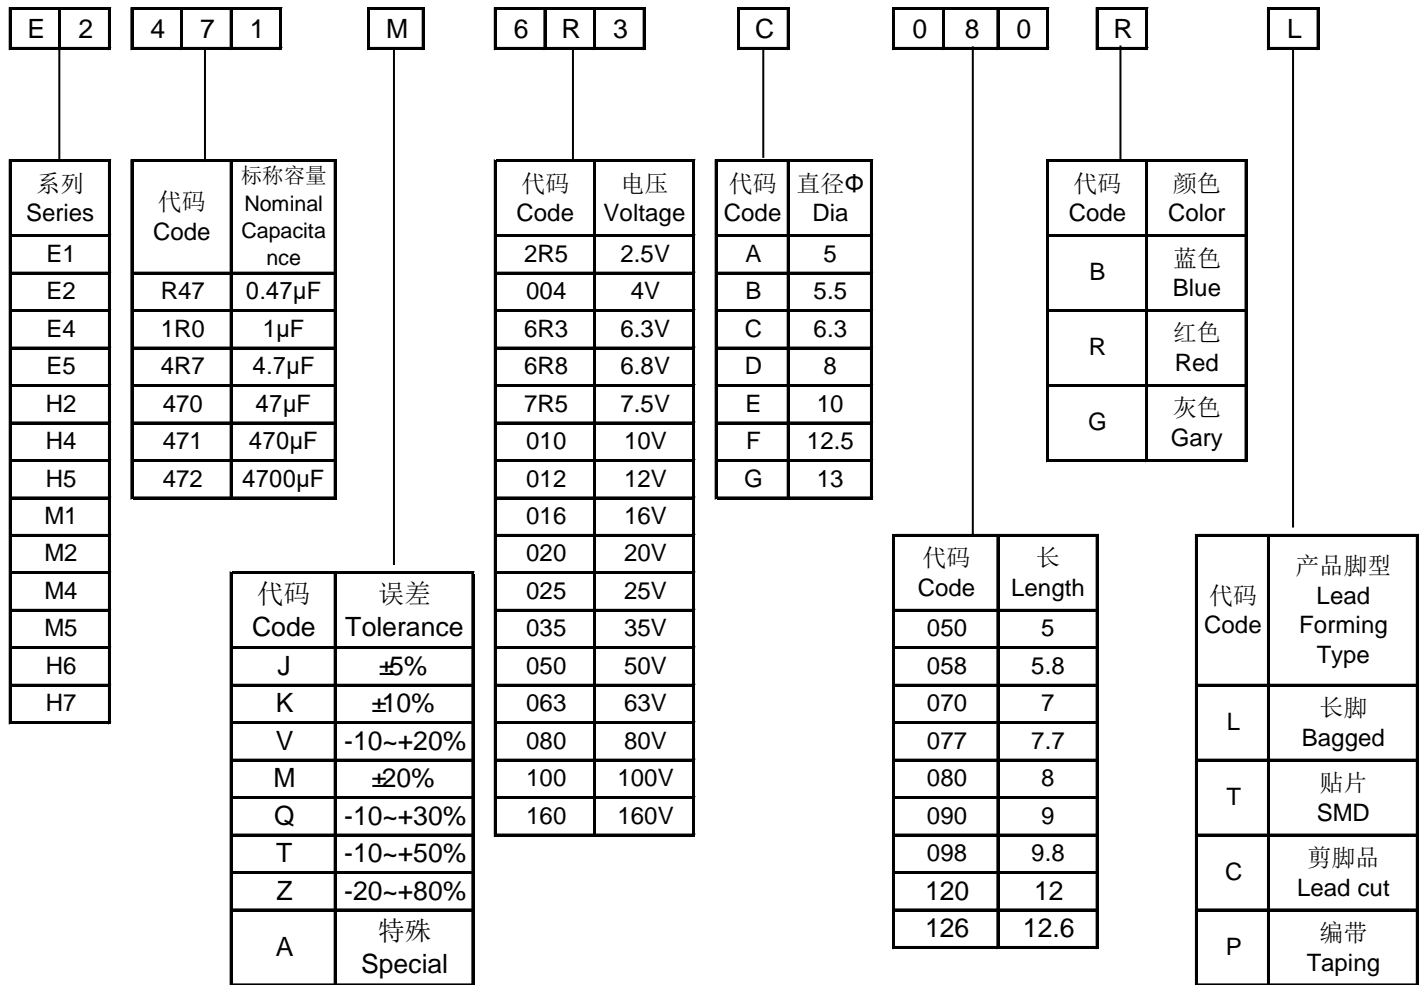 E 2 4 7 1 M 6 R 3 C 0 8 0 R L
系列
Series
E1
E2
E4
E5
H2
H4
H5
M1
M2
M4
M5
H6
H7
代码
Code
标称容量
Nominal
Capacita
nce
R47 0.47µF
1R0 1µF
4R7 4.7µF
470 47µF
471 470µF
472 4700µF
代码 误差
Code Tolerance
J ±5%
K ±10%
V -10~+20%
M ±20%
Q -10~+30%
T -10~+50%
Z -20~+80%
A 特殊
Special
代码 电压
Code Voltage
2R5 2.5V
004 4V
6R3 6.3V
6R8 6.8V
7R5 7.5V
010 10V
012 12V
016 16V
020 20V
025 25V
035 35V
050 50V
063 63V
080 80V
100 100V
160 160V
代码 直径Φ
Code Dia
A 5
B 5.5
C 6.3
D 8
E 10
F 12.5
G 13
代码 长
Code Length
050 5
058 5.8
070 7
077 7.7
080 8
090 9
098 9.8
120 12
126 12.6
代码 颜色
Code Color
B 蓝色
Blue
R 红色
Red
G 灰色
Gary
代码
Code
产品脚型
Lead
Forming
Type
L 长脚
Bagged
T 贴片
SMD
C 剪脚品
Lead cut
P 编带
Taping